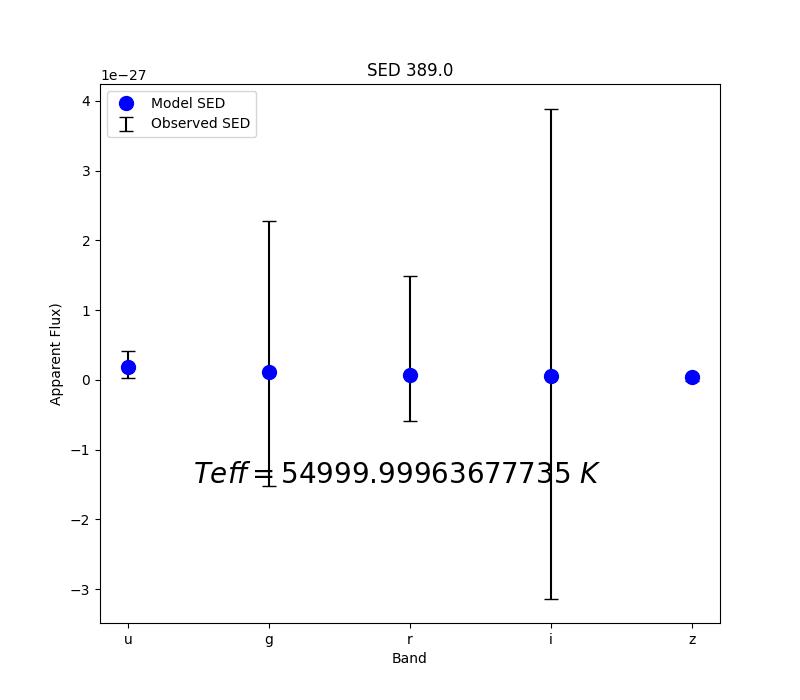 SED 389.0
1e−27
Model SED
Observed SED
4
3
2
1
0
−1
−2
−3
Apparent Flux)
Teff = 54999.99963677735 K
u g r i z
Band